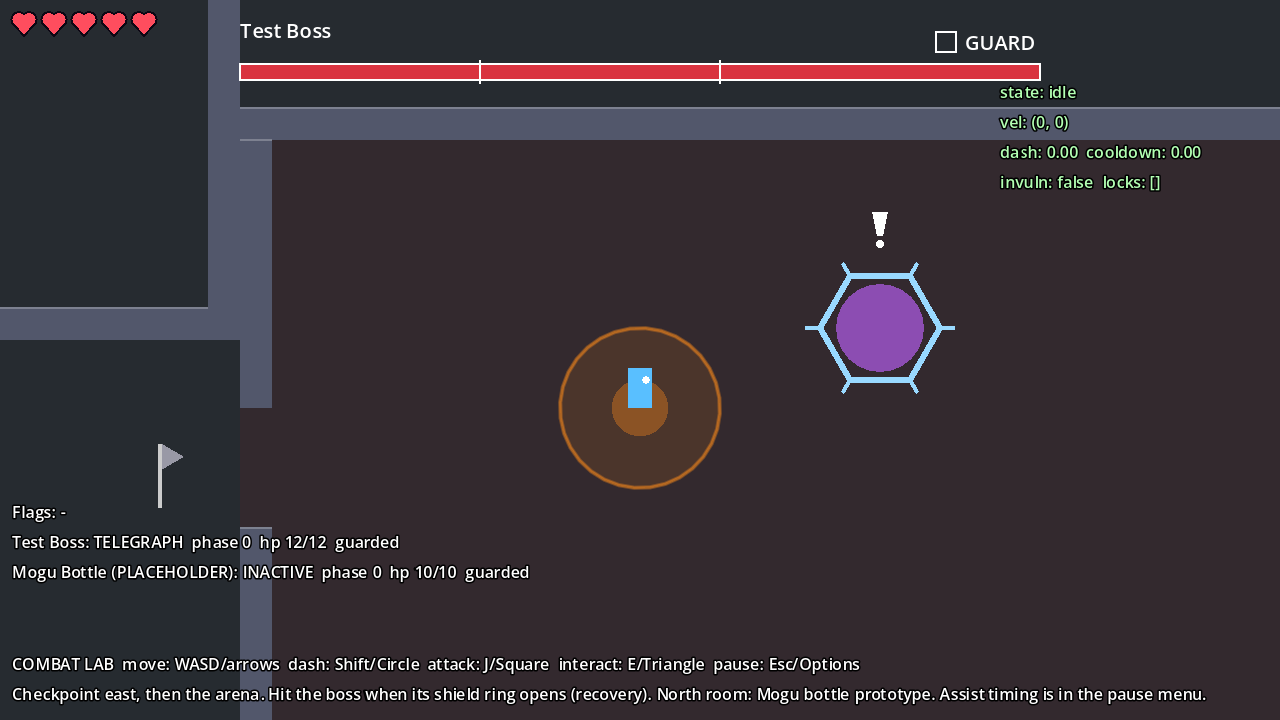 Test Boss
GUARD
state: idle
vel: (0, 0)
dash: 0.00  cooldown: 0.00
invuln: false  locks: []
!
Flags: -
Test Boss: TELEGRAPH  phase 0  hp 12/12  guarded
Mogu Bottle (PLACEHOLDER): INACTIVE  phase 0  hp 10/10  guarded
COMBAT LAB  move: WASD/arrows  dash: Shift/Circle  attack: J/Square  interact: E/Triangle  pause: Esc/Options
Checkpoint east, then the arena. Hit the boss when its shield ring opens (recovery). North room: Mogu bottle prototype. Assist timing is in the pause menu.